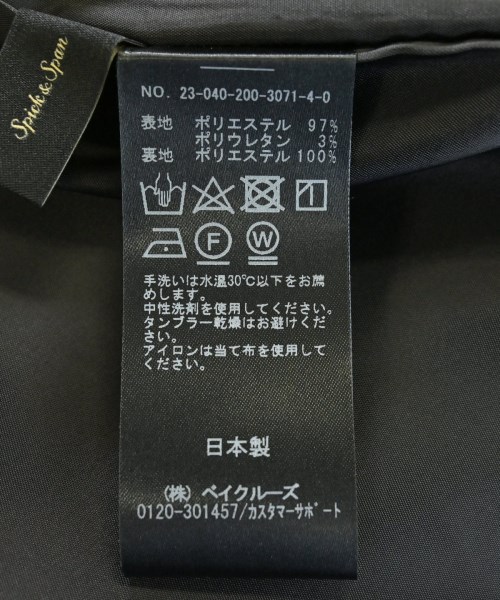 Spick & Span
NO. 23-040-200-3071-4-0
表地 ポリエステル 97%
ポリウレタン 3%
裏地 ポリエステル 100%
F W
手洗いは水温30℃以下をお薦
めします。
中性洗剤を使用してください。
タンブラー乾燥はお避けくださ
い。
アイロンは当て布を使用して
ください。
日本製
(株) ベイクルーズ
0120-301457/カスタマーサポート